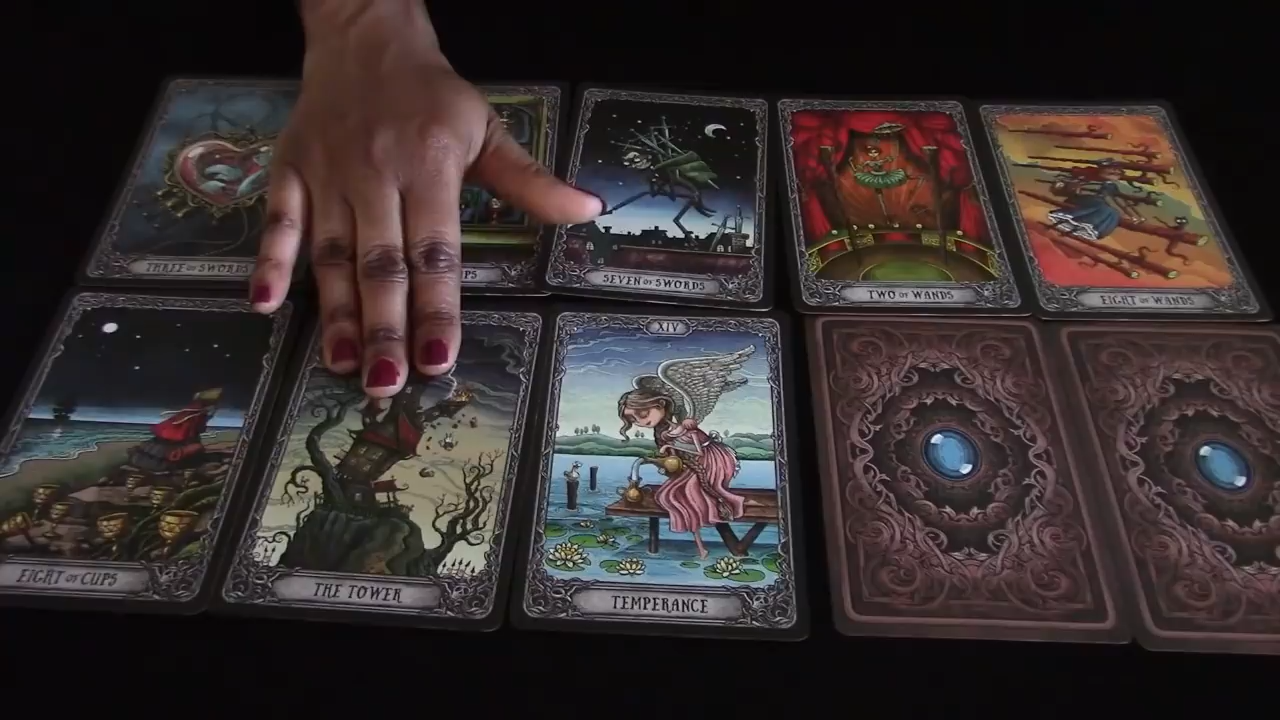 THREE OF SWORDS
SEVEN OF SWORDS
TWO OF WANDS
EIGHT OF WANDS
EIGHT OF CUPS
THE TOWER
XIV
TEMPERANCE